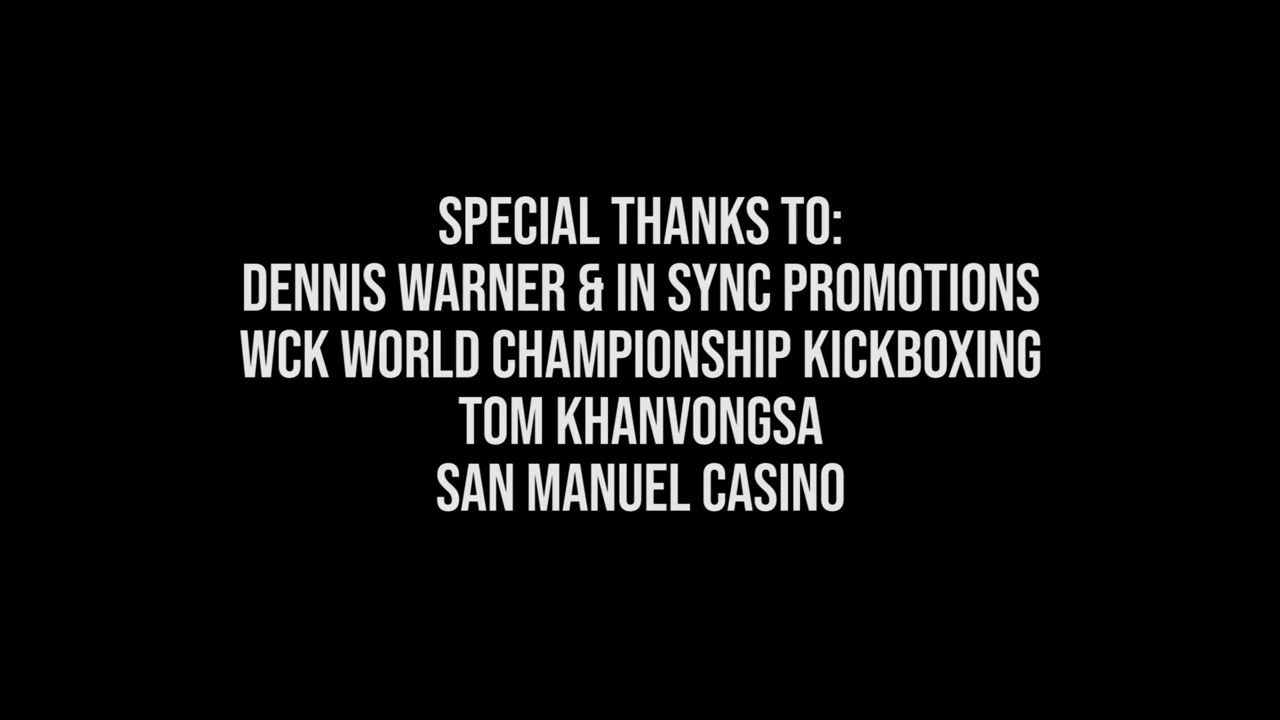 SPECIAL THANKS TO:
DENNIS WARNER & IN SYNC PROMOTIONS
WCK WORLD CHAMPIONSHIP KICKBOXING
TOM KHANVONGSA
SAN MANUEL CASINO